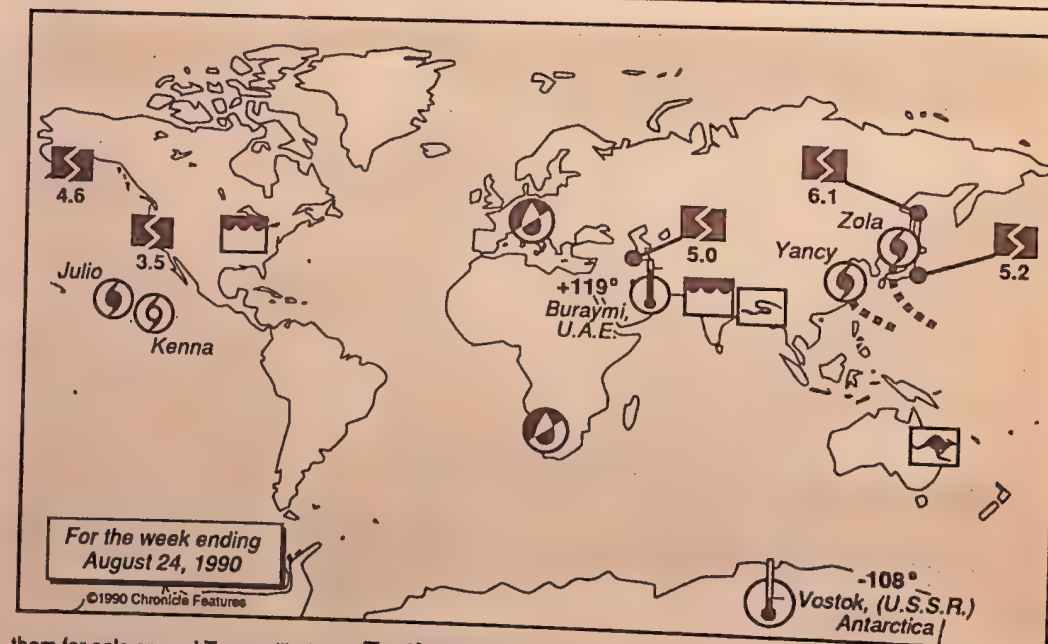 4.6
3.5
Julio
Kenna
+119°
Buraymi,
U.A.E.
5.0
6.1
Zola
Yancy
5.2
For the week ending
August 24, 1990
©1990 Chronicle Features
-108°
Vostok, (U.S.S.R.)
Antarctica